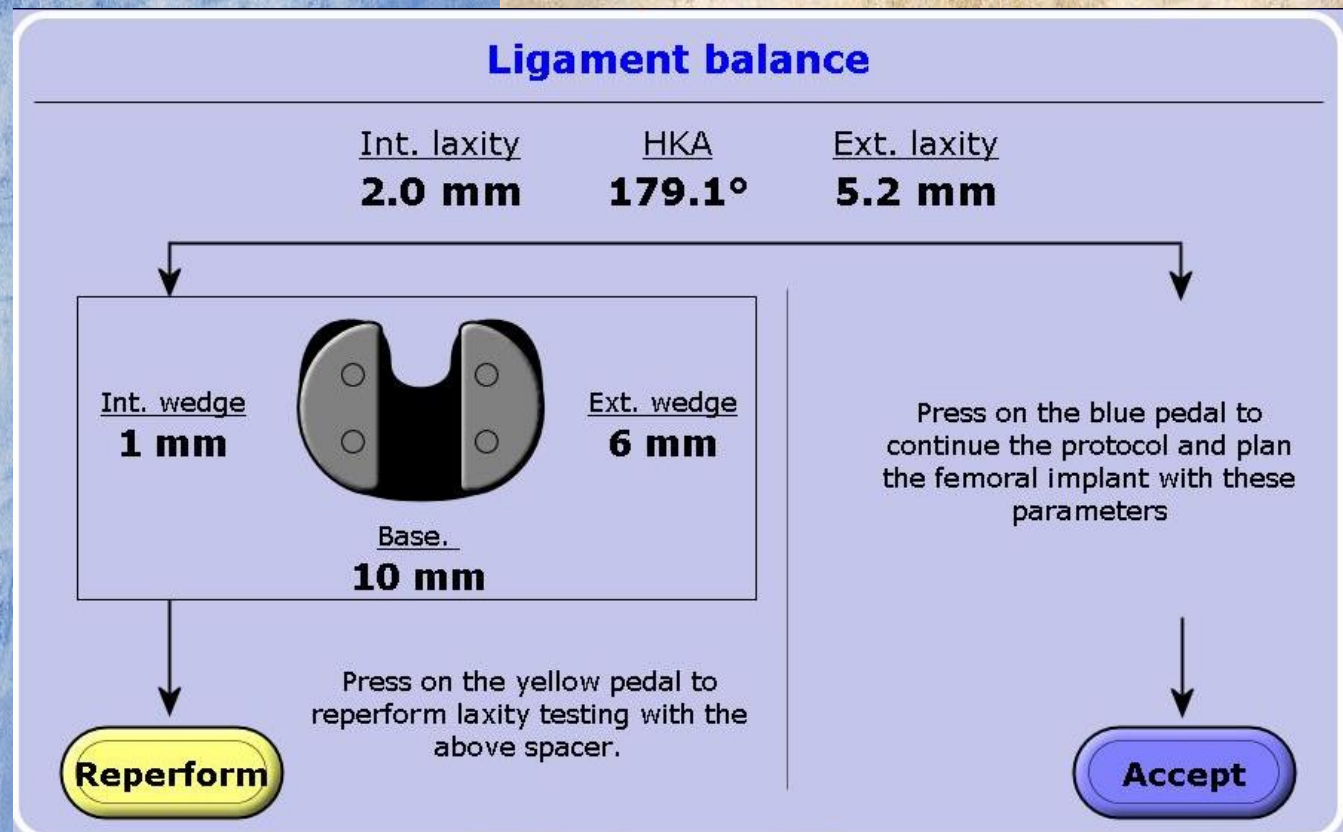 Ligament balance
Int. laxity HKA Ext. laxity
2.0 mm 179.1° 5.2 mm
Int. wedge
1 mm
Ext. wedge
6 mm
Base.
10 mm
Press on the yellow pedal to
reperform laxity testing with the
above spacer.
Reperform
Press on the blue pedal to
continue the protocol and plan
the femoral implant with these
parameters
Accept